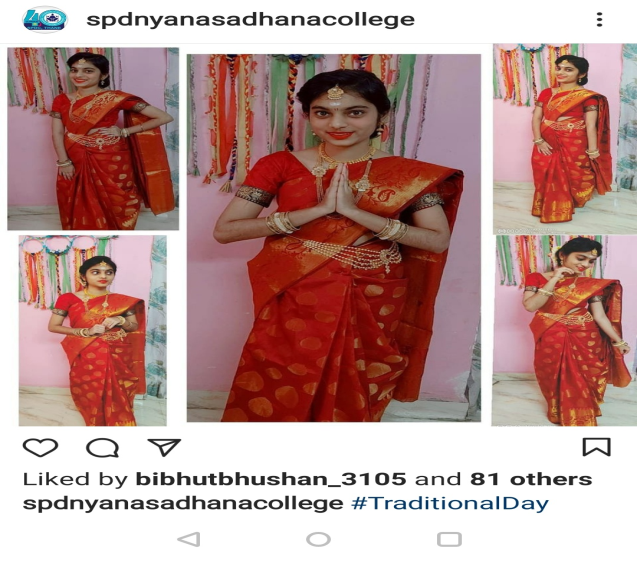 spdnyanasadhanacollege
Liked by bibhutbhushan_3105 and 81 others
spdnyanasadhanacollege #TraditionalDay